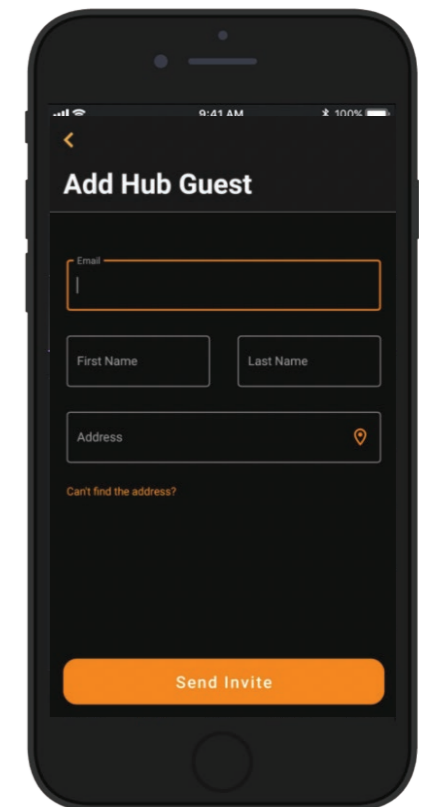 9:41 AM 100%
Add Hub Guest
Email
First Name Last Name
Address
Can't find the address?
Send Invite